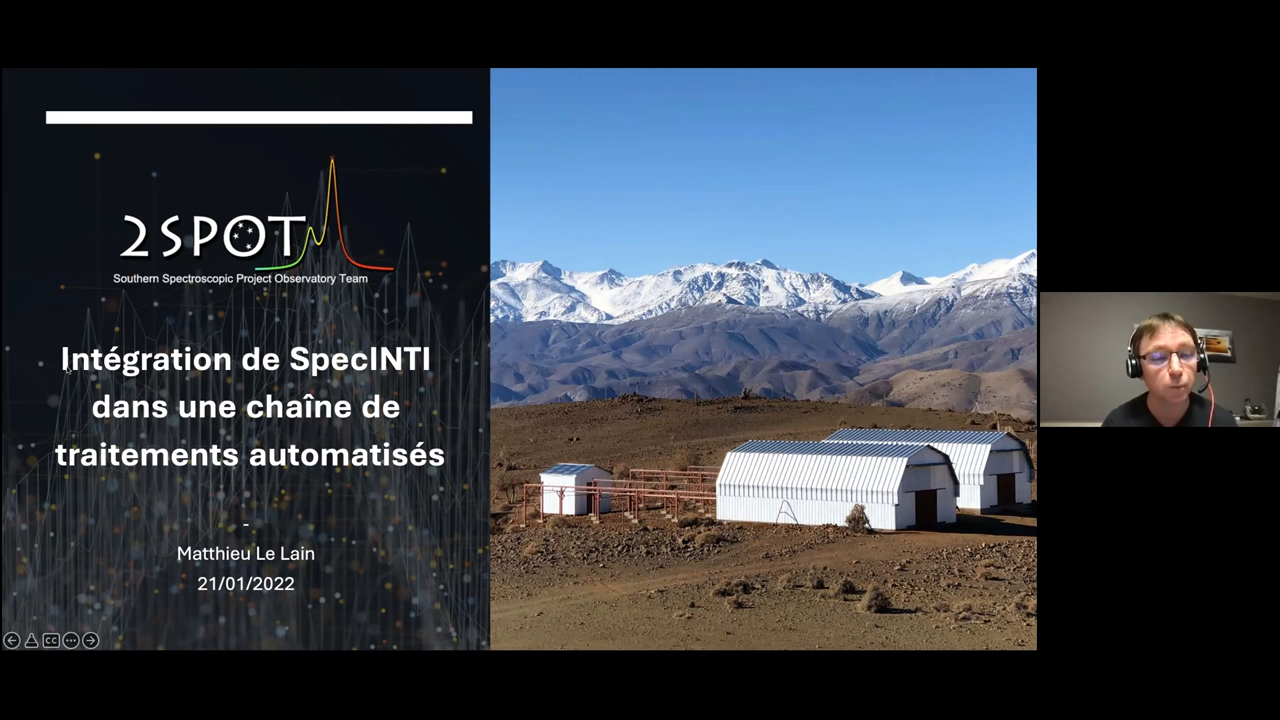 2SPOT
Southern Spectroscopic Project Observatory Team
Intégration de SpecINTI
dans une chaîne de
traitements automatisés
-
Matthieu Le Lain
21/01/2022
CC